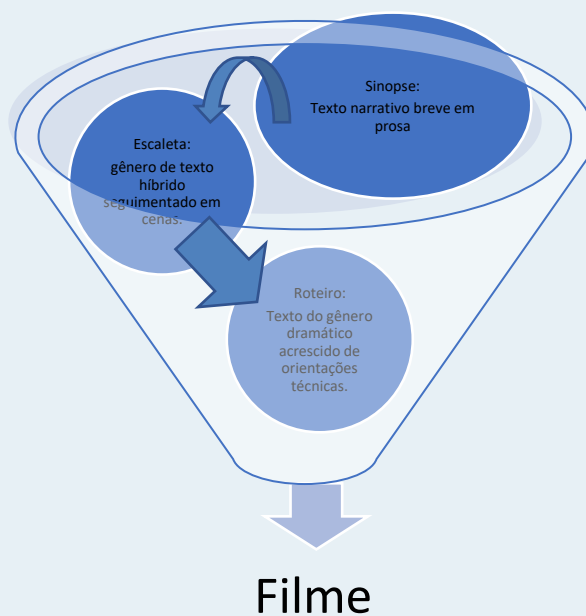 Sinopse:
Texto narrativo breve em
prosa
Escaleta:
gênero de texto
híbrido
seguimentado em
cenas.
Roteiro:
Texto do gênero
dramático
acrescido de
orientações
técnicas.
Filme